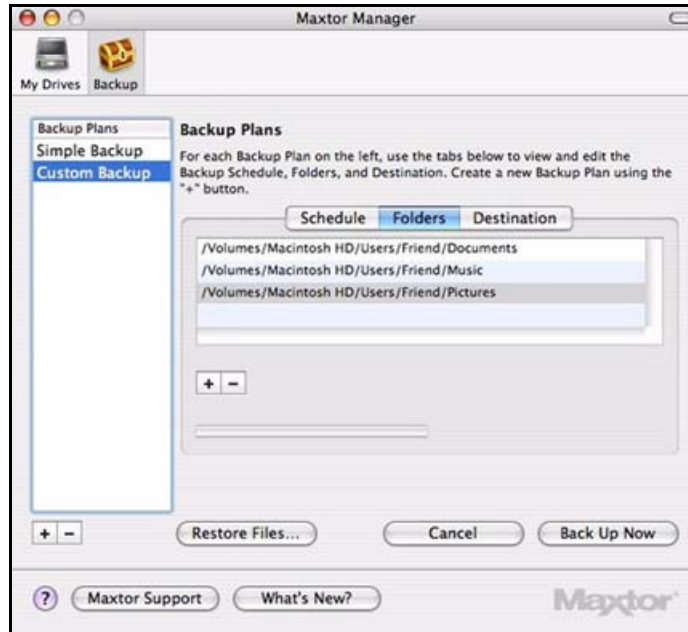 Maxtor Manager
My Drives
Backup
Backup Plans
Simple Backup
Custom Backup
Backup Plans
For each Backup Plan on the left, use the tabs below to view and edit the
Backup Schedule, Folders, and Destination. Create a new Backup Plan using the
"+" button.
Schedule
Folders
Destination
/Volumes/Macintosh HD/Users/Friend/Documents
/Volumes/Macintosh HD/Users/Friend/Music
/Volumes/Macintosh HD/Users/Friend/Pictures
+ −
+ −
Restore Files...
Cancel
Back Up Now
?
Maxtor Support
What's New?
Maxtor